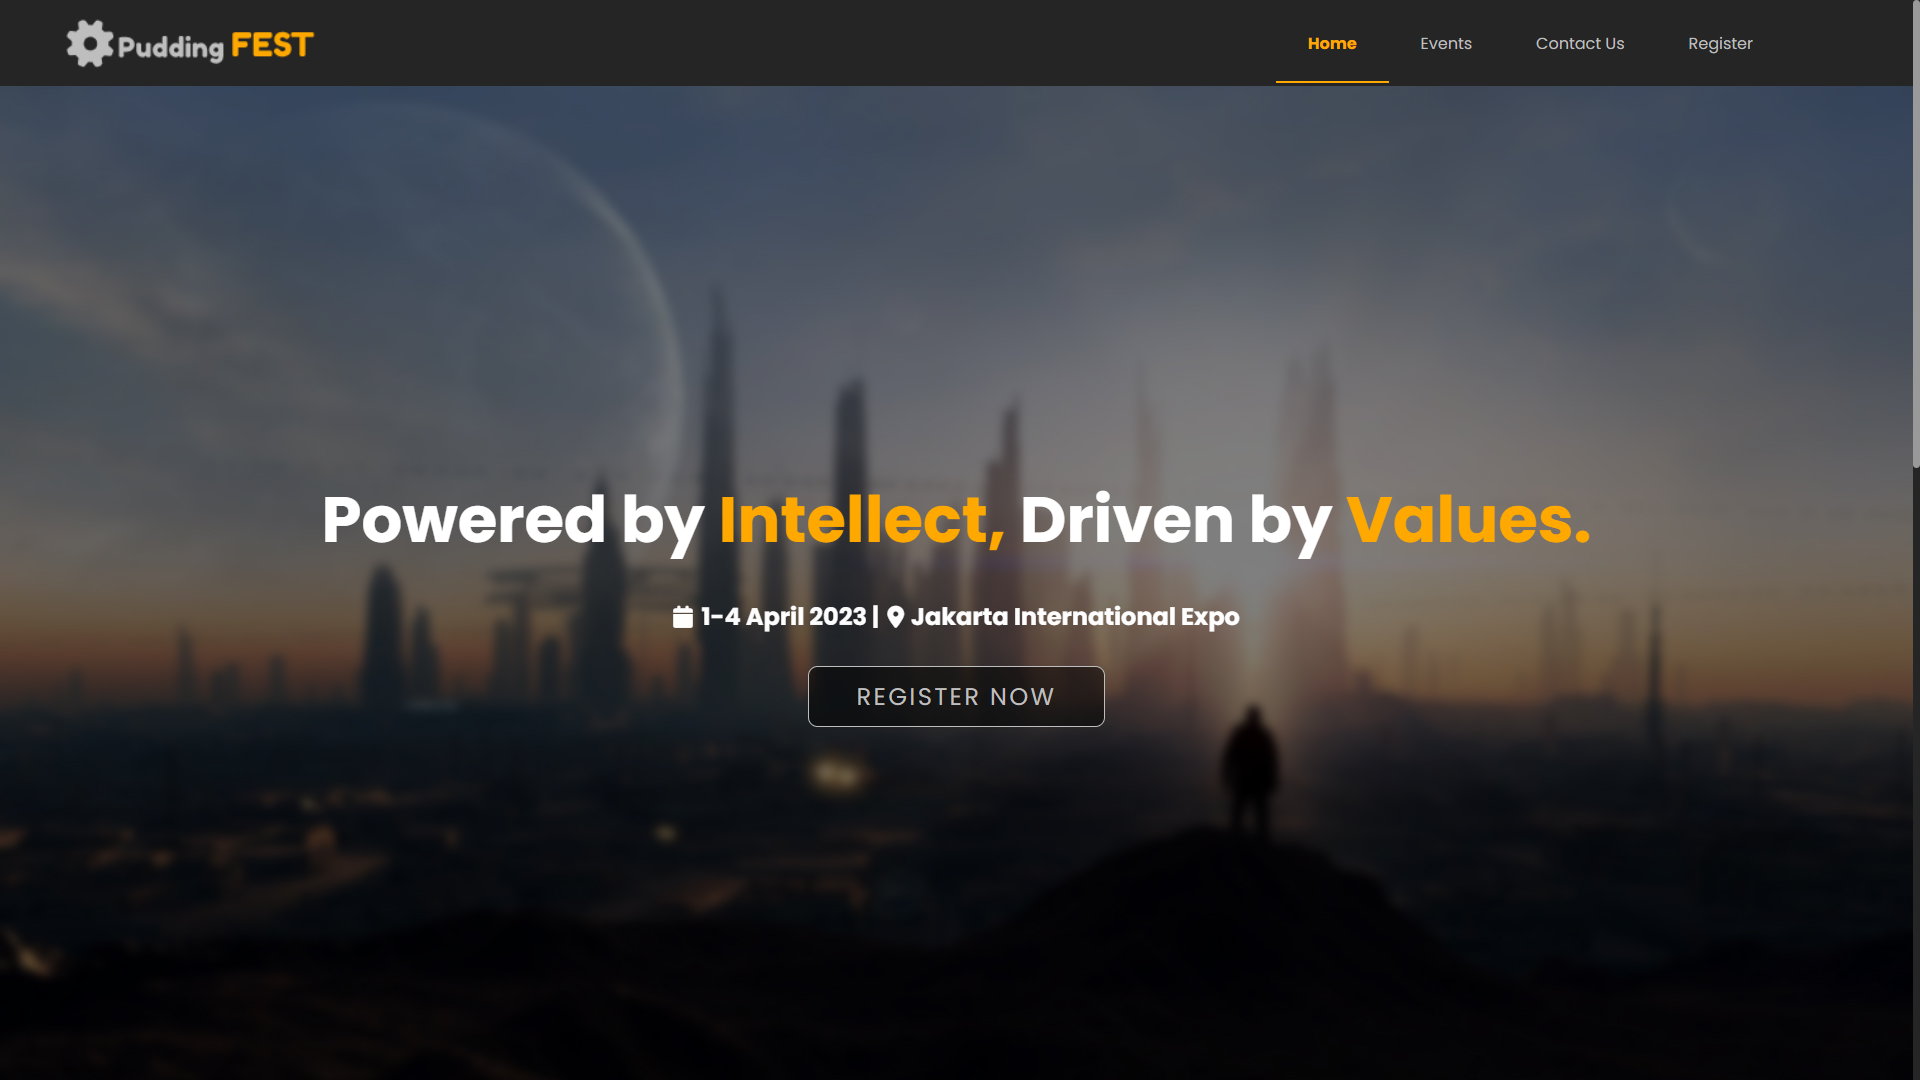 Pudding FEST
Home Events Contact Us Register
Powered by Intellect, Driven by Values.
1-4 April 2023 | Jakarta International Expo
REGISTER NOW